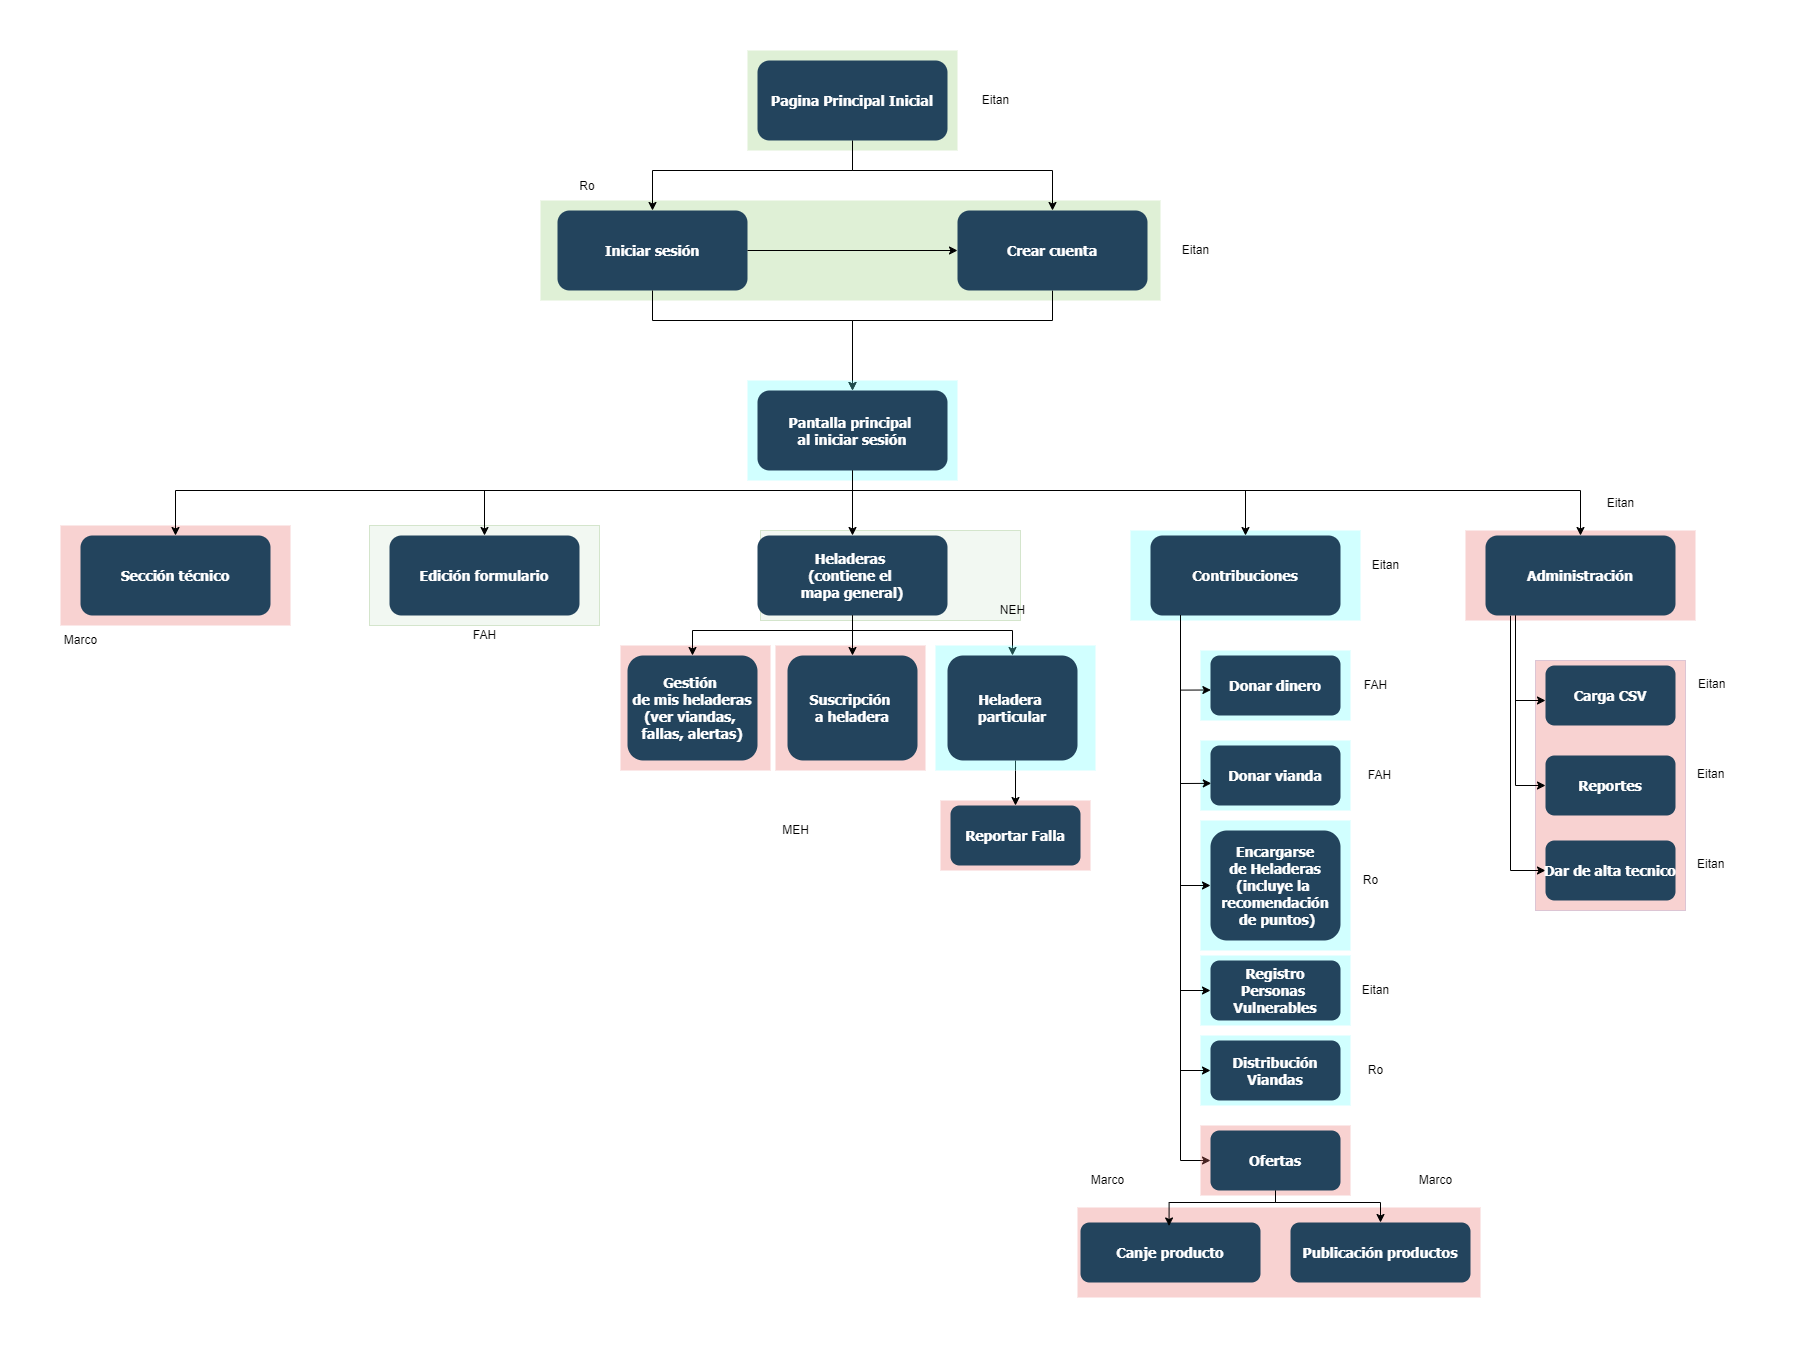 Pagina Principal Inicial
Eitan
Ro
Iniciar sesión
Crear cuenta
Eitan
Pantalla principal
al iniciar sesión
Eitan
Sección técnico
Marco
Edición formulario
FAH
Heladeras
(contiene el
mapa general)
NEH
Contribuciones
Eitan
Administración
Gestión
de mis heladeras
(ver viandas,
fallas, alertas)
Suscripción
a heladera
Heladera
particular
MEH
Reportar Falla
Donar dinero
FAH
Donar vianda
FAH
Encargarse
de Heladeras
(incluye la
recomendación
de puntos)
Ro
Registro
Personas
Vulnerables
Eitan
Distribución
Viandas
Ro
Ofertas
Marco
Marco
Canje producto
Publicación productos
Carga CSV
Eitan
Reportes
Eitan
Dar de alta tecnico
Eitan